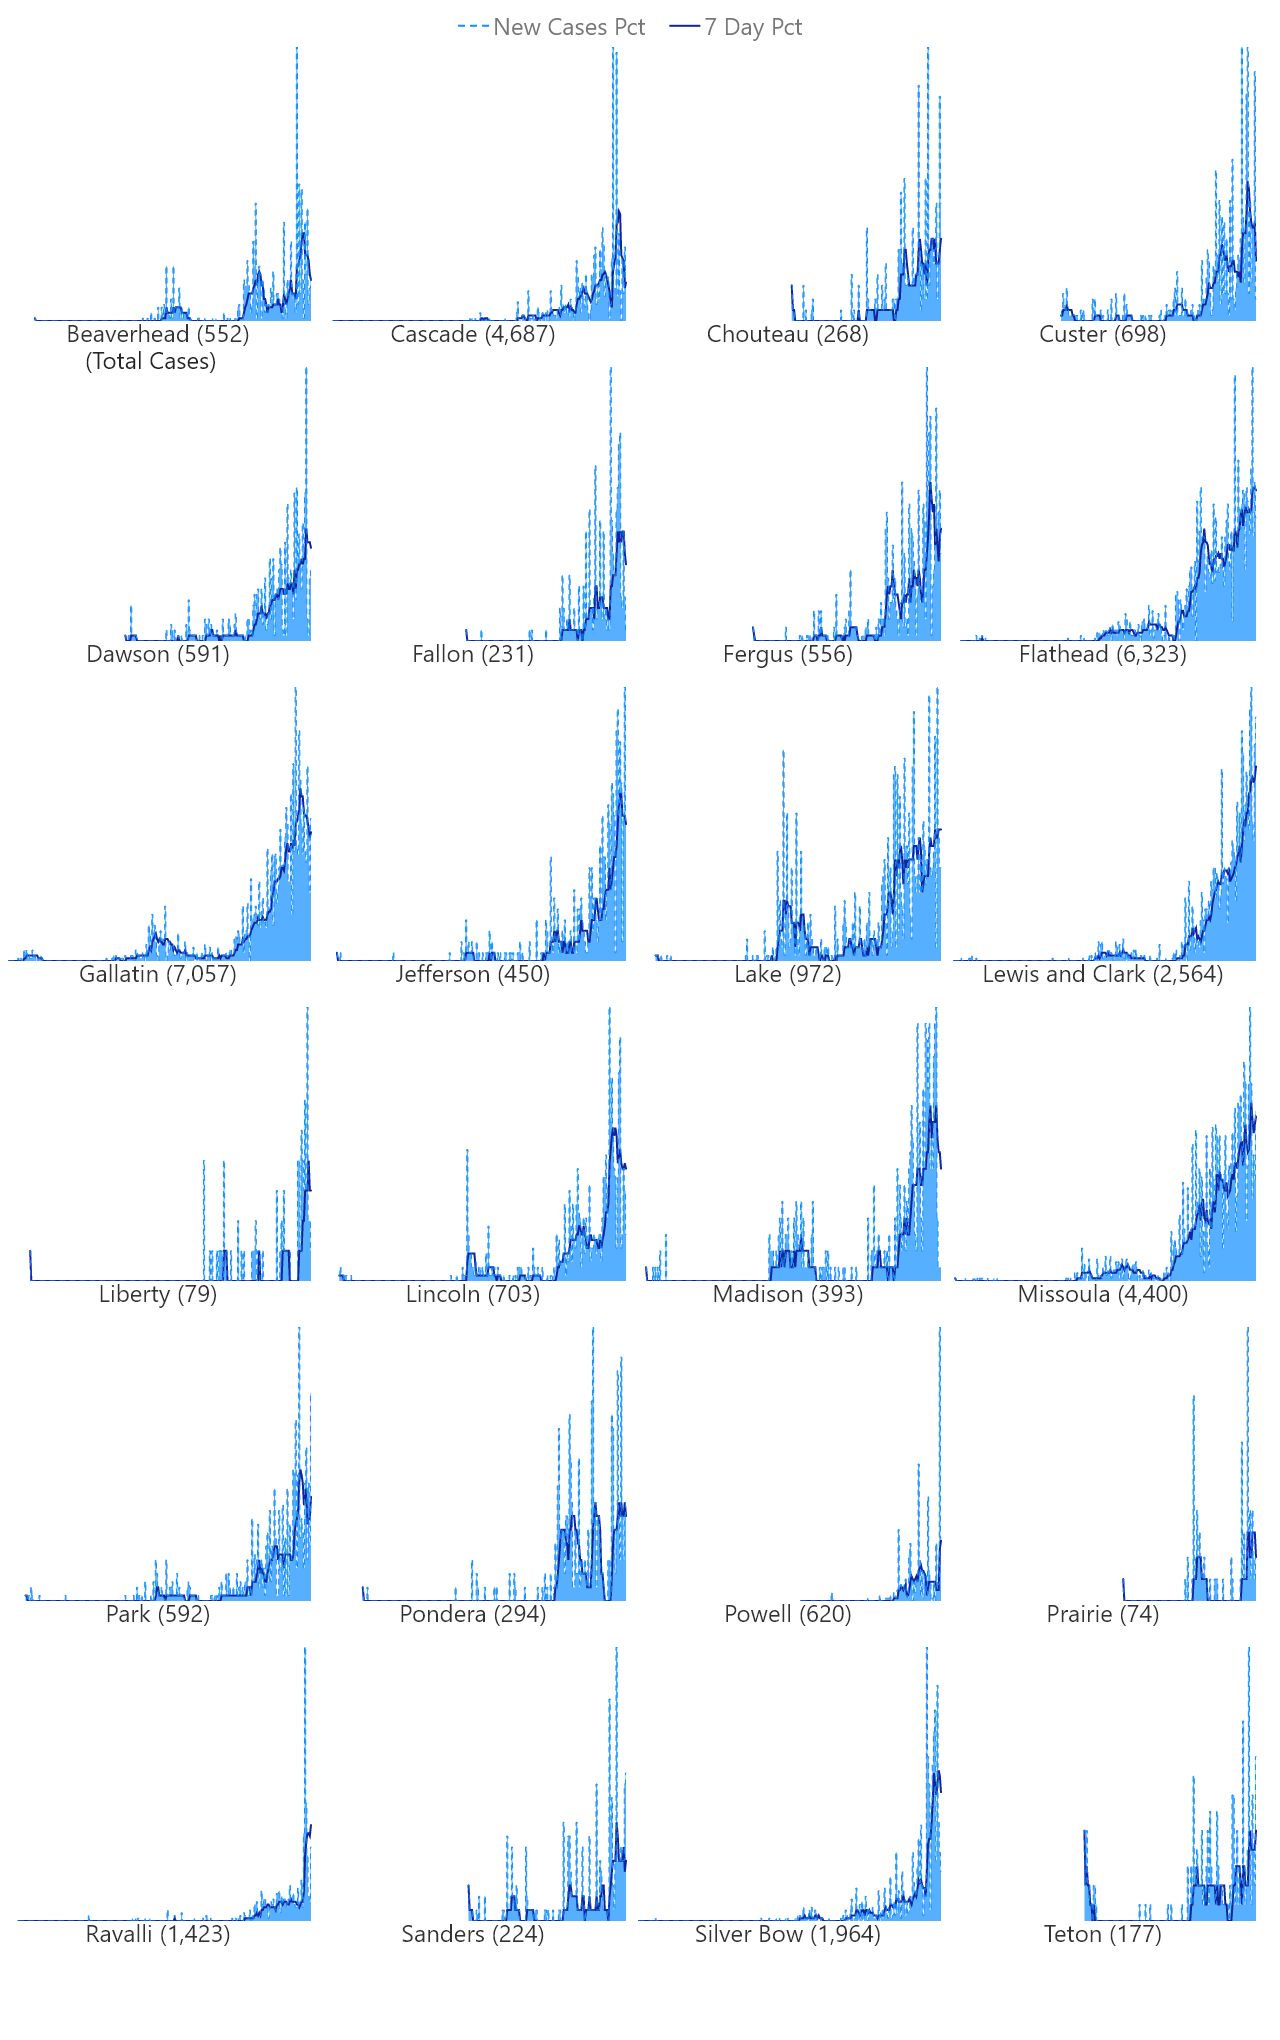 New Cases Pct 7 Day Pct
Beaverhead (552) Cascade (4,687) Chouteau (268) Custer (698)
(Total Cases)
Dawson (591) Fallon (231) Fergus (556) Flathead (6,323)
Gallatin (7,057) Jefferson (450) Lake (972) Lewis and Clark (2,564)
Liberty (79) Lincoln (703) Madison (393) Missoula (4,400)
Park (592) Pondera (294) Powell (620) Prairie (74)
Ravalli (1,423) Sanders (224) Silver Bow (1,964) Teton (177)